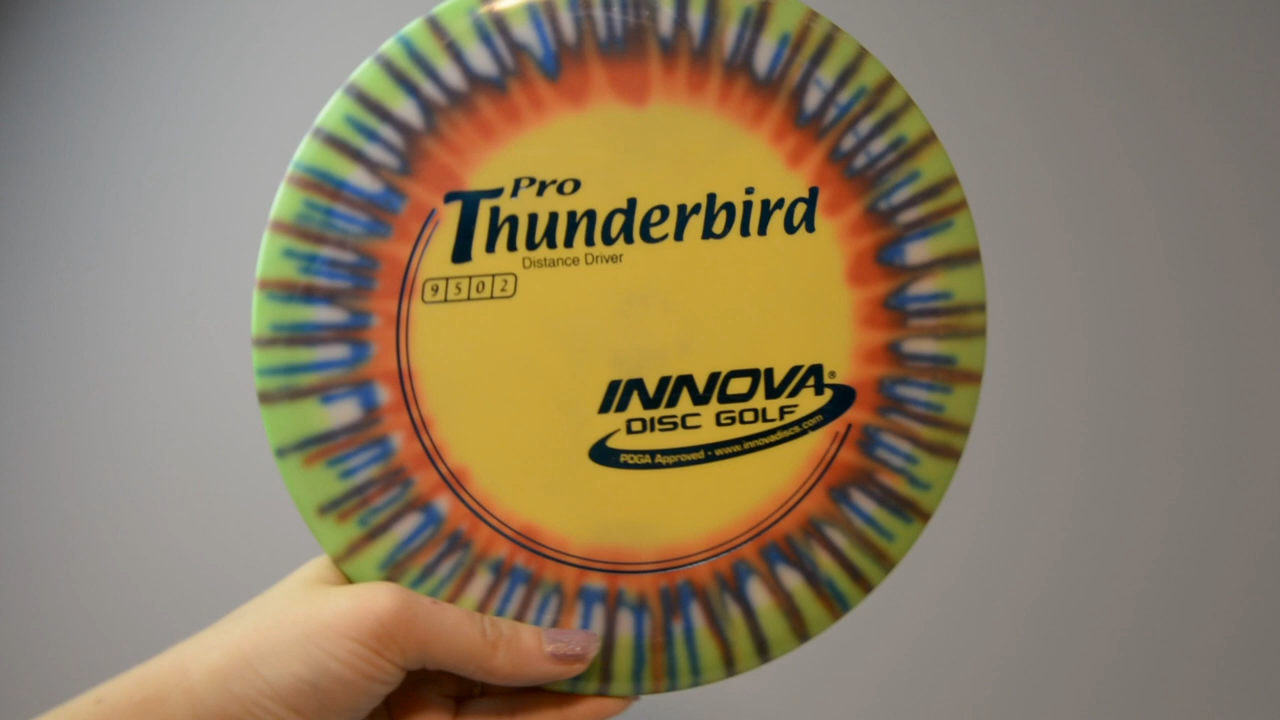 Pro
Thunderbird
Distance Driver
9 5 0 2
INNOVA®
DISC GOLF
PDGA Approved • www.innovadiscs.com